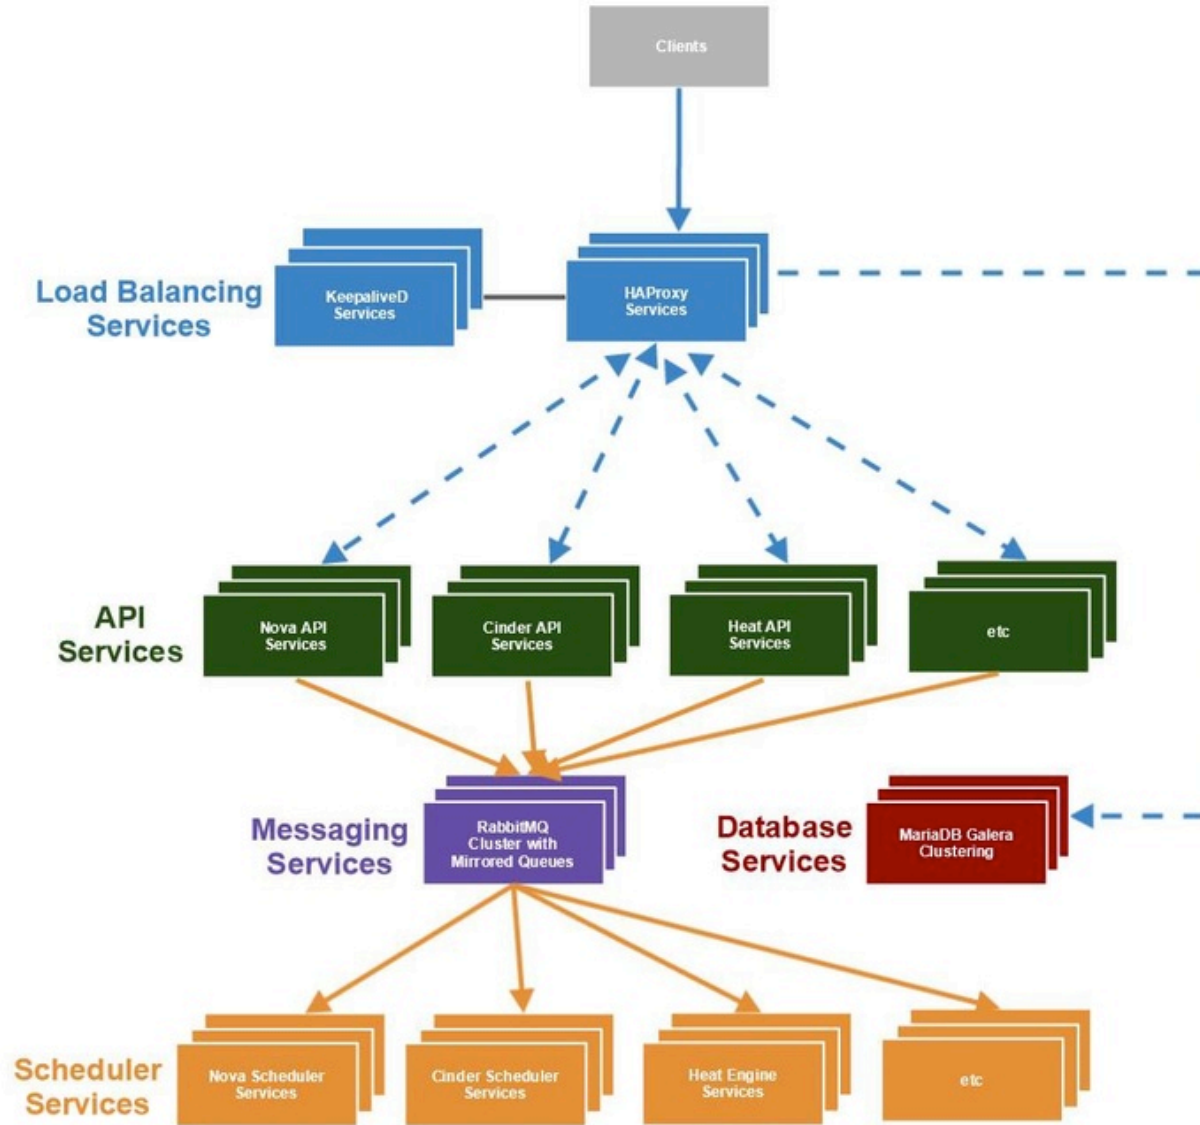 Clients
Load Balancing
Services
KeepaliveD
Services
HAProxy
Services
API
Services
Nova API
Services
Cinder API
Services
Heat API
Services
etc
Messaging
Services
RabbitMQ
Cluster with
Mirrored Queues
Database
Services
MariaDB Galera
Clustering
Scheduler
Services
Nova Scheduler
Services
Cinder Scheduler
Services
Heat Engine
Services
etc